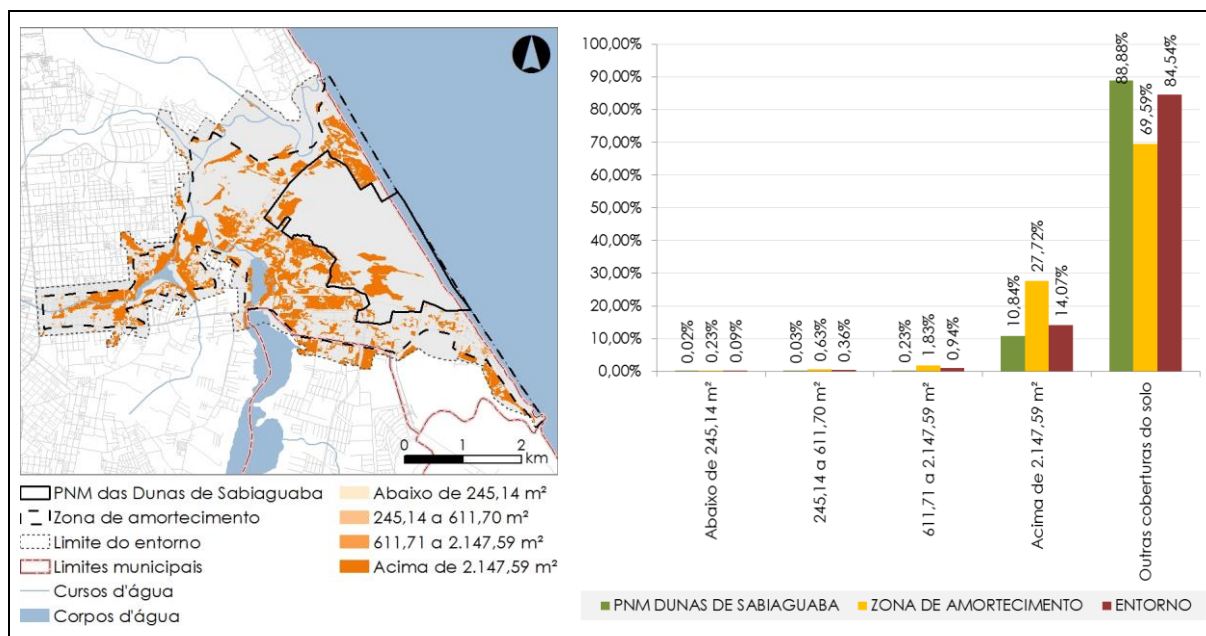 0 1 2
km
PNM das Dunas de Sabiaguaba
Zona de amortecimento
Limite do entorno
Limites municipais
Cursos d'água
Corpos d'água
Abaixo de 245,14 m²
245,14 a 611,70 m²
611,71 a 2.147,59 m²
Acima de 2.147,59 m²
100,00%
90,00%
80,00%
70,00%
60,00%
50,00%
40,00%
30,00%
20,00%
10,00%
0,00%
0,02%
0,23%
0,09%
0,03%
0,63%
0,36%
0,23%
1,83%
0,94%
10,84%
27,72%
14,07%
88,88%
69,59%
84,54%
Abaixo de 245,14 m²
245,14 a 611,70 m²
611,71 a 2.147,59 m²
Acima de 2.147,59 m²
Outras coberturas do solo
PNM DUNAS DE SABIAGUABA ZONA DE AMORTECIMENTO ENTORNO